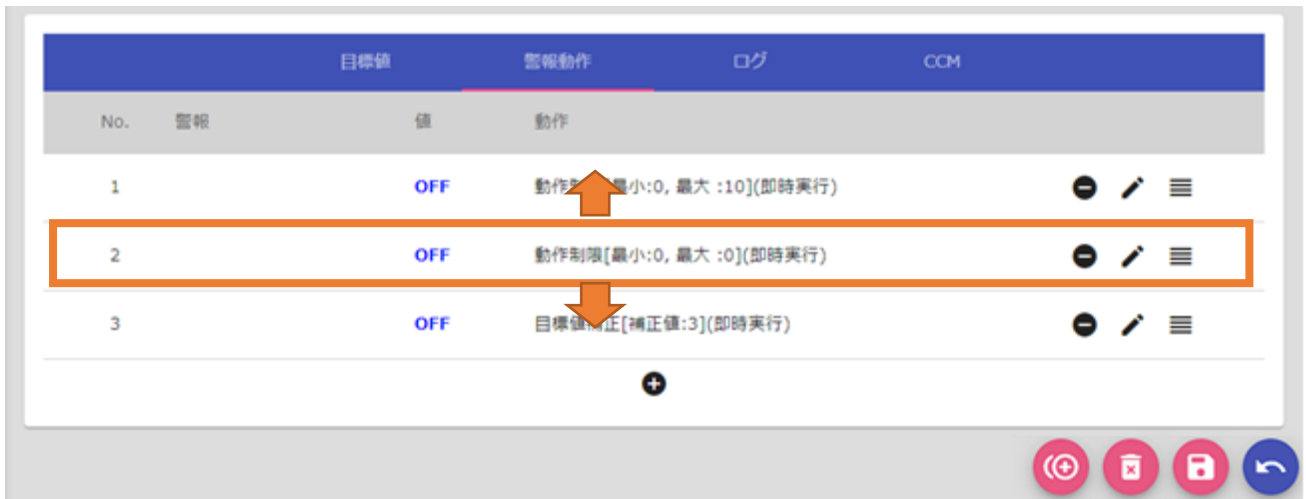 目標値 警報動作 ログ CCM
No. 警報 値 動作
1 OFF 動作 最小:0, 最大 :10](即時実行)
2 OFF 動作制限[最小:0, 最大 :0](即時実行)
3 OFF 目標値補正[補正値:3](即時実行)